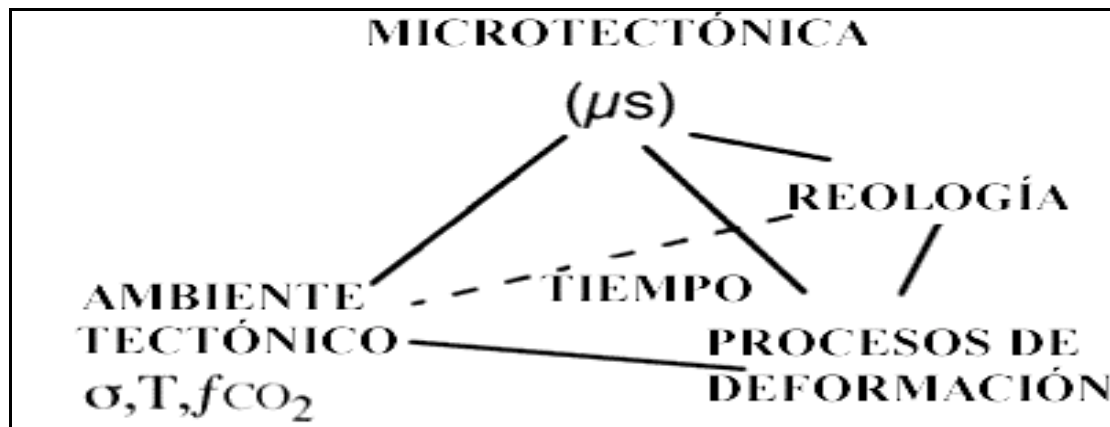 MICROTECTÓNICA
(μs)
REOLOGÍA
TIEMPO
AMBIENTE
TECTÓNICO
σ,T,fCO₂
PROCESOS DE
DEFORMACIÓN